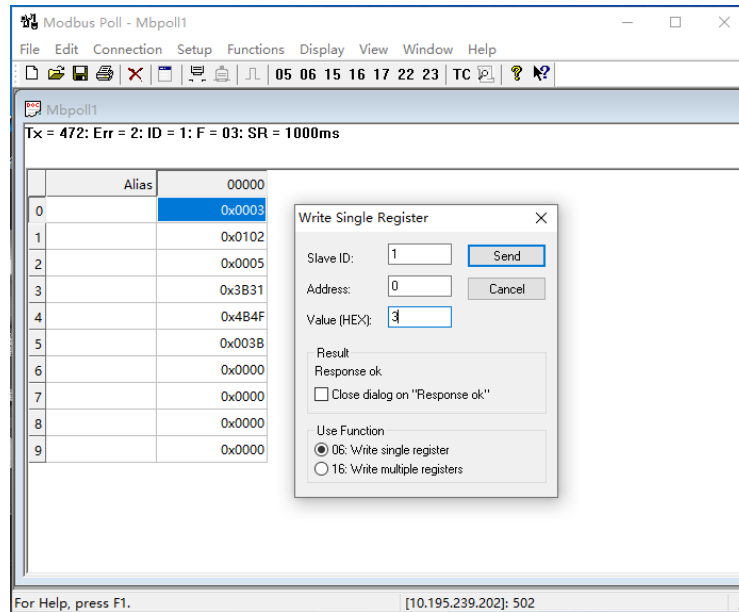 Modbus Poll - Mbpoll1
File Edit Connection Setup Functions Display View Window Help
05 06 15 16 17 22 23 TC
Mbpoll1
Tx = 472: Err = 2: ID = 1: F = 03: SR = 1000ms
Alias 00000
0 0x0003
1 0x0102
2 0x0005
3 0x3B31
4 0x4B4F
5 0x003B
6 0x0000
7 0x0000
8 0x0000
9 0x0000
Write Single Register
Slave ID: 1 Send
Address: 0 Cancel
Value (HEX): 3
Result
Response ok
Close dialog on "Response ok"
Use Function
06: Write single register
16: Write multiple registers
For Help, press F1. [10.195.239.202]: 502